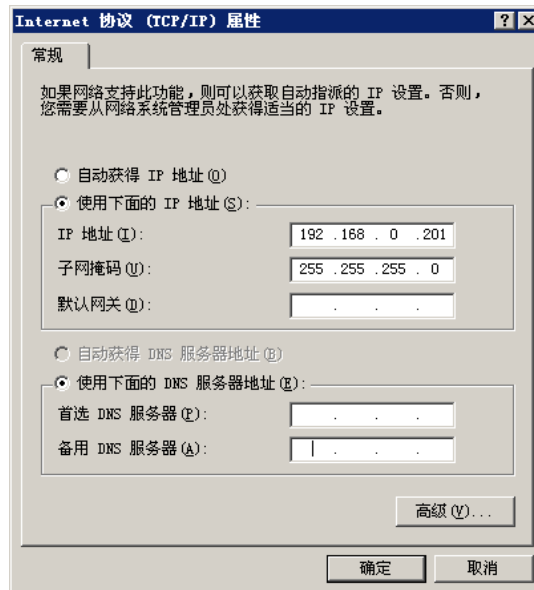 Internet 协议 (TCP/IP) 属性
常规
如果网络支持此功能，则可以获取自动指派的 IP 设置。否则，
您需要从网络系统管理员处获得适当的 IP 设置。
自动获得 IP 地址(O)
使用下面的 IP 地址(S):
IP 地址(I): 192 .168 . 0 .201
子网掩码(U): 255 .255 .255 . 0
默认网关(D): . . .
自动获得 DNS 服务器地址(B)
使用下面的 DNS 服务器地址(E):
首选 DNS 服务器(P): . . .
备用 DNS 服务器(A): . . .
高级(V)...
确定 取消